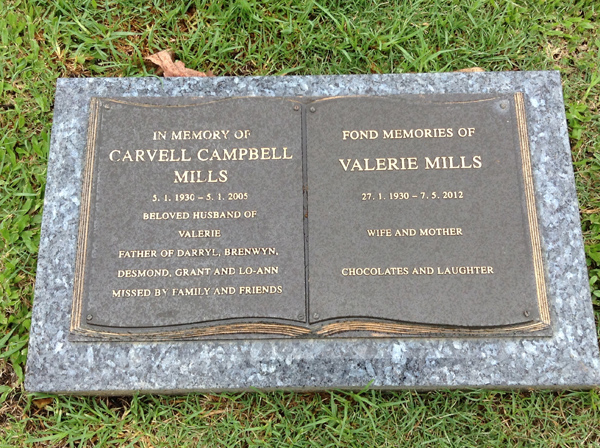 IN MEMORY OF
CARVELL CAMPBELL
MILLS
5. 1. 1930 – 5. 1. 2005
BELOVED HUSBAND OF
VALERIE
FATHER OF DARRYL, BRENWYN,
DESMOND, GRANT AND LO-ANN
MISSED BY FAMILY AND FRIENDS
FOND MEMORIES OF
VALERIE MILLS
27. 1. 1930 – 7. 5. 2012
WIFE AND MOTHER
CHOCOLATES AND LAUGHTER